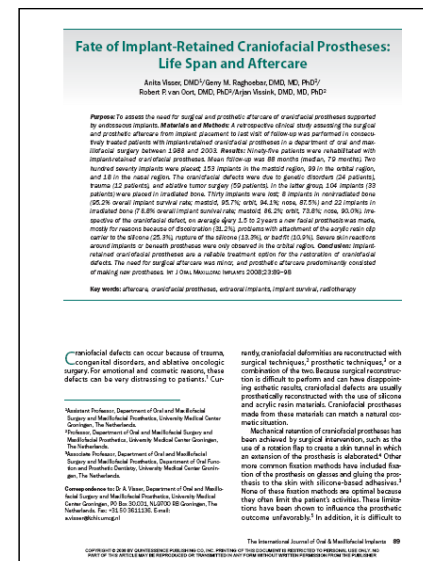 Fate of Implant-Retained Craniofacial Prostheses:
Life Span and Aftercare
Anita Visser, DMD¹/Gerry M. Raghoebar, DMD, MD, PhD²/
Robert P. van Oort, DMD, PhD³/Arjan Vissink, DMD, MD, PhD²
Purpose: To assess the need for surgical and prosthetic aftercare of craniofacial prostheses supported
by endosseous implants. Materials and Methods: A retrospective clinical study assessing the surgical
and prosthetic aftercare from implant placement to last visit of follow-up was performed in consecu-
tively treated patients with implant-retained craniofacial prostheses in a department of oral and max-
illofacial surgery between 1988 and 2003. Results: Ninety-five patients were rehabilitated with
implant-retained craniofacial prostheses. Mean follow-up was 88 months (median, 79 months). Two
hundred seventy implants were placed; 153 implants in the mastoid region, 99 in the orbital region,
and 18 in the nasal region. The craniofacial defects were due to genetic disorders (24 patients),
trauma (12 patients), and ablative tumor surgery (59 patients). In the latter group, 104 implants (33
patients) were placed in irradiated bone. Thirty implants were lost; 8 implants in nonirradiated bone
(95.2% overall implant survival rate; mastoid, 95.7%; orbit, 94.1%; nose, 87.5%) and 22 implants in
irradiated bone (78.8% overall implant survival rate; mastoid, 86.2%; orbit, 73.8%; nose, 90.0%). Irre-
spective of the craniofacial defect, on average every 1.5 to 2 years a new facial prosthesis was made,
mostly for reasons because of discoloration (31.2%), problems with attachment of the acrylic resin clip
carrier to the silicone (25.3%), rupture of the silicone (13.3%), or bad fit (10.9%). Severe skin reactions
around implants or beneath prostheses were only observed in the orbital region. Conclusion: Implant-
retained craniofacial prostheses are a reliable treatment option for the restoration of craniofacial
defects. The need for surgical aftercare was minor, and prosthetic aftercare predominantly consisted
of making new prostheses. INT J ORAL MAXILLOFAC IMPLANTS 2008;23:89–98
Key words: aftercare, craniofacial prostheses, extraoral implants, implant survival, radiotherapy
Craniofacial defects can occur because of trauma,
congenital disorders, and ablative oncologic
surgery. For emotional and cosmetic reasons, these
defects can be very distressing to patients.¹ Cur-
¹Assistant Professor, Department of Oral and Maxillofacial
Surgery and Maxillofacial Prosthetics, University Medical Center
Groningen, The Netherlands.
²Professor, Department of Oral and Maxillofacial Surgery and
Maxillofacial Prosthetics, University Medical Center Groningen,
The Netherlands.
³Associate Professor, Department of Oral and Maxillofacial
Surgery and Maxillofacial Prosthetics, Department of Oral Func-
tion and Prosthetic Dentistry, University Medical Center Gronin-
gen, The Netherlands.
Correspondence to: Dr A. Visser, Department of Oral and Maxillo-
facial Surgery and Maxillofacial Prosthetics, University Medical
Center Groningen, PO Box 30.001, NL-9700 RB Groningen, The
Netherlands. Fax: +31 50 3611136. E-mail:
a.visser@kchir.umcg.nl
rently, craniofacial deformities are reconstructed with
surgical techniques,² prosthetic techniques,³ or a
combination of the two. Because surgical reconstruc-
tion is difficult to perform and can have disappoint-
ing esthetic results, craniofacial defects are usually
prosthetically reconstructed with the use of silicone
and acrylic resin materials. Craniofacial prostheses
made from these materials can match a natural cos-
metic situation.
Mechanical retention of craniofacial prostheses has
been achieved by surgical intervention, such as the
use of a rotation flap to create a skin tunnel in which
an extension of the prosthesis is elaborated.⁴ Other
more common fixation methods have included fixa-
tion of the prosthesis on glasses and gluing the pros-
thesis to the skin with silicone-based adhesives.³
None of these fixation methods are optimal because
they often limit the patient's activities. These limita-
tions have been shown to influence the prosthetic
outcome unfavorably.⁵ In addition, it is difficult to
The International Journal of Oral & Maxillofacial Implants 89
COPYRIGHT © 2008 BY QUINTESSENCE PUBLISHING CO, INC. PRINTING OF THIS DOCUMENT IS RESTRICTED TO PERSONAL USE ONLY. NO
PART OF THIS ARTICLE MAY BE REPRODUCED OR TRANSMITTED IN ANY FORM WITHOUT WRITTEN PERMISSION FROM THE PUBLISHER